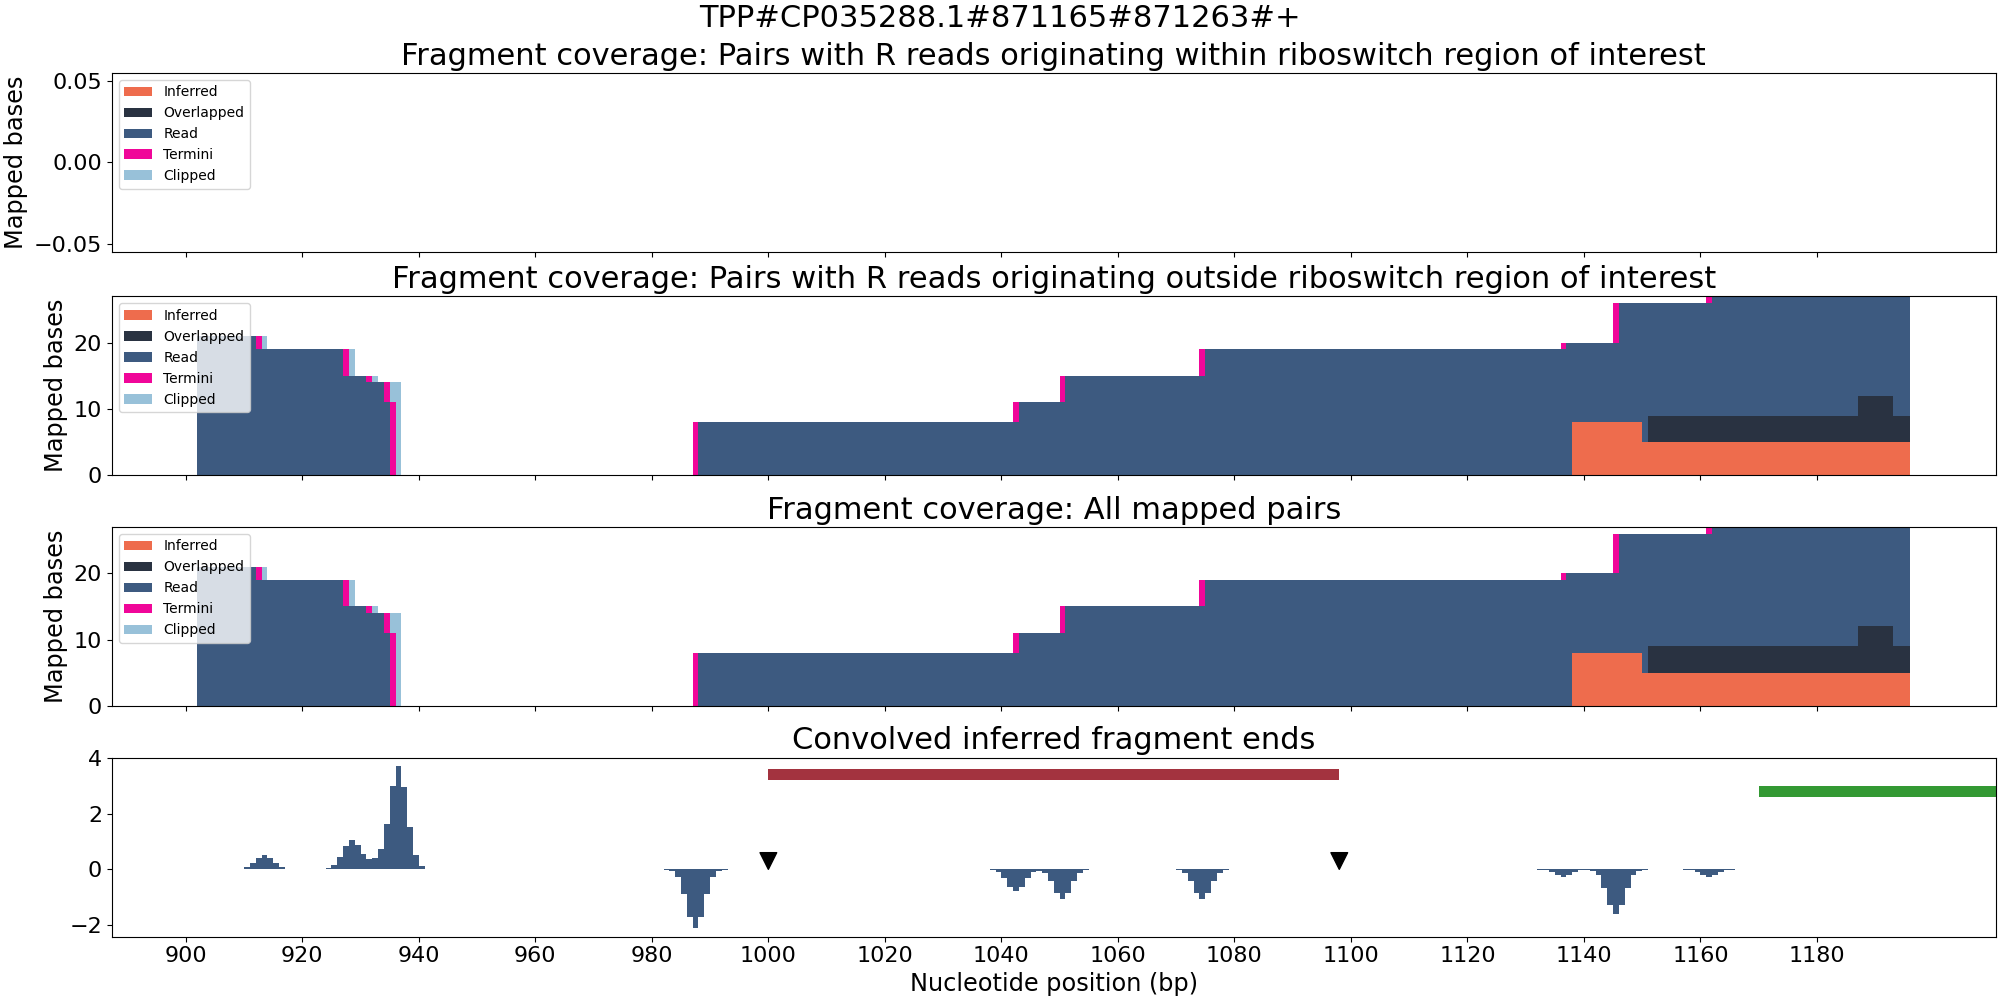 TPP#CP035288.1#871165#871263#+
Fragment coverage: Pairs with R reads originating within riboswitch region of interest
Mapped bases
0.05
0.00
−0.05
Inferred
Overlapped
Read
Termini
Clipped
Fragment coverage: Pairs with R reads originating outside riboswitch region of interest
Mapped bases
20
10
0
Inferred
Overlapped
Read
Termini
Clipped
Fragment coverage: All mapped pairs
Mapped bases
20
10
0
Inferred
Overlapped
Read
Termini
Clipped
Convolved inferred fragment ends
4
2
0
−2
900 920 940 960 980 1000 1020 1040 1060 1080 1100 1120 1140 1160 1180
Nucleotide position (bp)